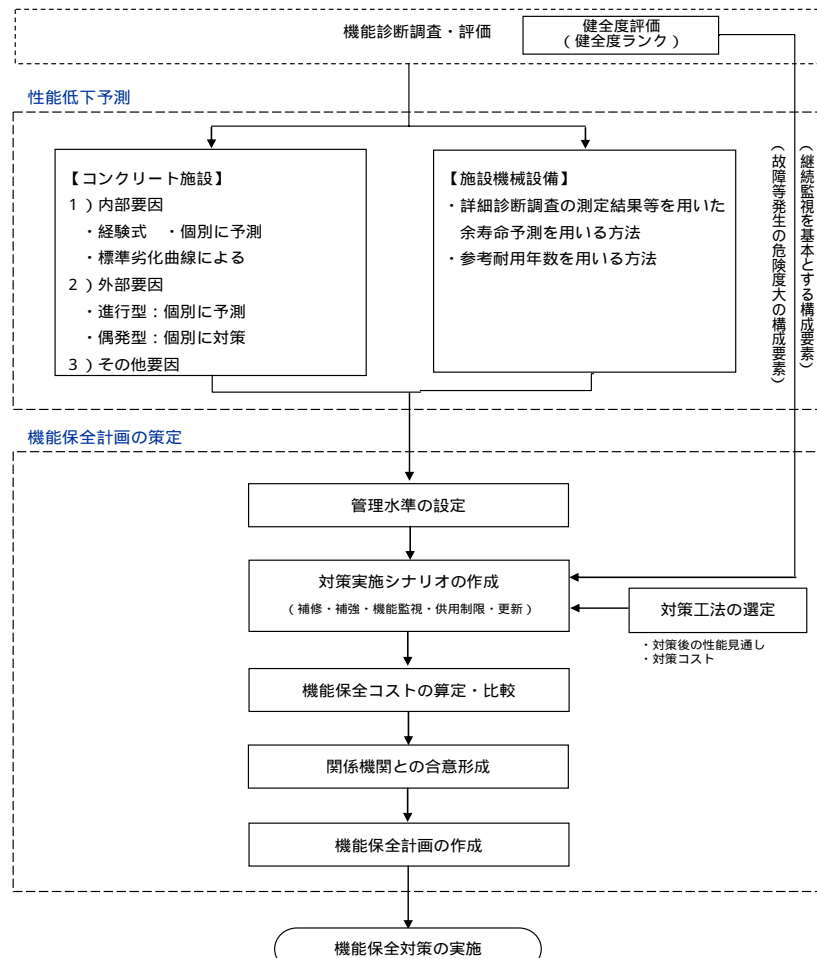 機能診断調査・評価
健全度評価
（健全度ランク）
性能低下予測
【コンクリート施設】
１）内部要因
・経験式　・個別に予測
・標準劣化曲線による
２）外部要因
・進行型：個別に予測
・偶発型：個別に対策
３）その他要因
【施設機械設備】
・詳細診断調査の測定結果等を用いた
余寿命予測を用いる方法
・参考耐用年数を用いる方法
（継続監視を基本とする構成要素）
（故障等発生の危険度大の構成要素）
機能保全計画の策定
管理水準の設定
対策実施シナリオの作成
（補修・補強・機能監視・供用制限・更新）
対策工法の選定
・対策後の性能見通し
・対策コスト
機能保全コストの算定・比較
関係機関との合意形成
機能保全計画の作成
機能保全対策の実施